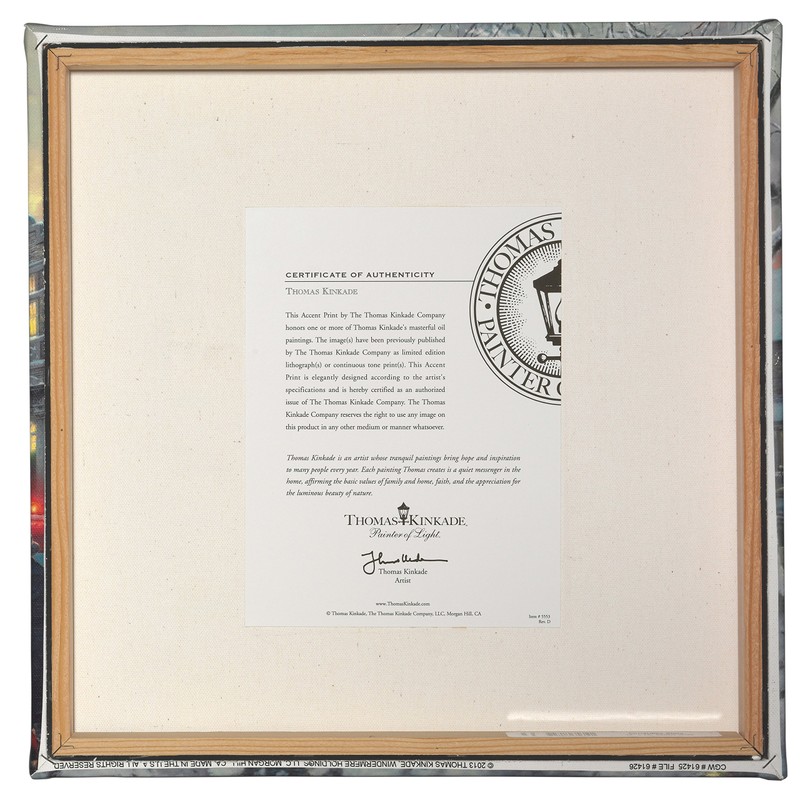 THOMAS
PAINTER O
CERTIFICATE OF AUTHENTICITY
THOMAS KINKADE
This Accent Print by The Thomas Kinkade Company
honors one or more of Thomas Kinkade's masterful oil
paintings. The image(s) have been previously published
by The Thomas Kinkade Company as limited edition
lithograph(s) or continuous tone print(s). This Accent
Print is elegantly designed according to the artist's
specifications and is hereby certified as an authorized
issue of The Thomas Kinkade Company. The Thomas
Kinkade Company reserves the right to use any image on
this product in any other medium or manner whatsoever.
Thomas Kinkade is an artist whose tranquil paintings bring hope and inspiration
to many people every year. Each painting Thomas creates is a quiet messenger in the
home, affirming the basic values of family and home, faith, and the appreciation for
the luminous beauty of nature.
THOMAS KINKADE
Painter of Light
Thomas Kinkade
Artist
www.ThomasKinkade.com
© Thomas Kinkade, The Thomas Kinkade Company, LLC, Morgan Hill, CA
Item # 5553
Rev. D
© 2013 THOMAS KINKADE, WINDERMERE HOLDINGS, LLC, MORGAN HILL, CA. MADE IN THE U.S.A. ALL RIGHTS RESERVED
CGW # 61425 FILE # 61426